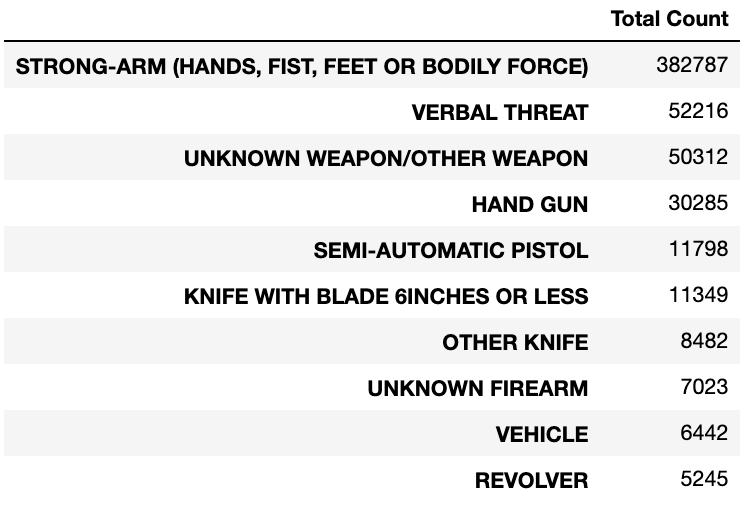 Total Count
STRONG-ARM (HANDS, FIST, FEET OR BODILY FORCE) 382787
VERBAL THREAT 52216
UNKNOWN WEAPON/OTHER WEAPON 50312
HAND GUN 30285
SEMI-AUTOMATIC PISTOL 11798
KNIFE WITH BLADE 6INCHES OR LESS 11349
OTHER KNIFE 8482
UNKNOWN FIREARM 7023
VEHICLE 6442
REVOLVER 5245